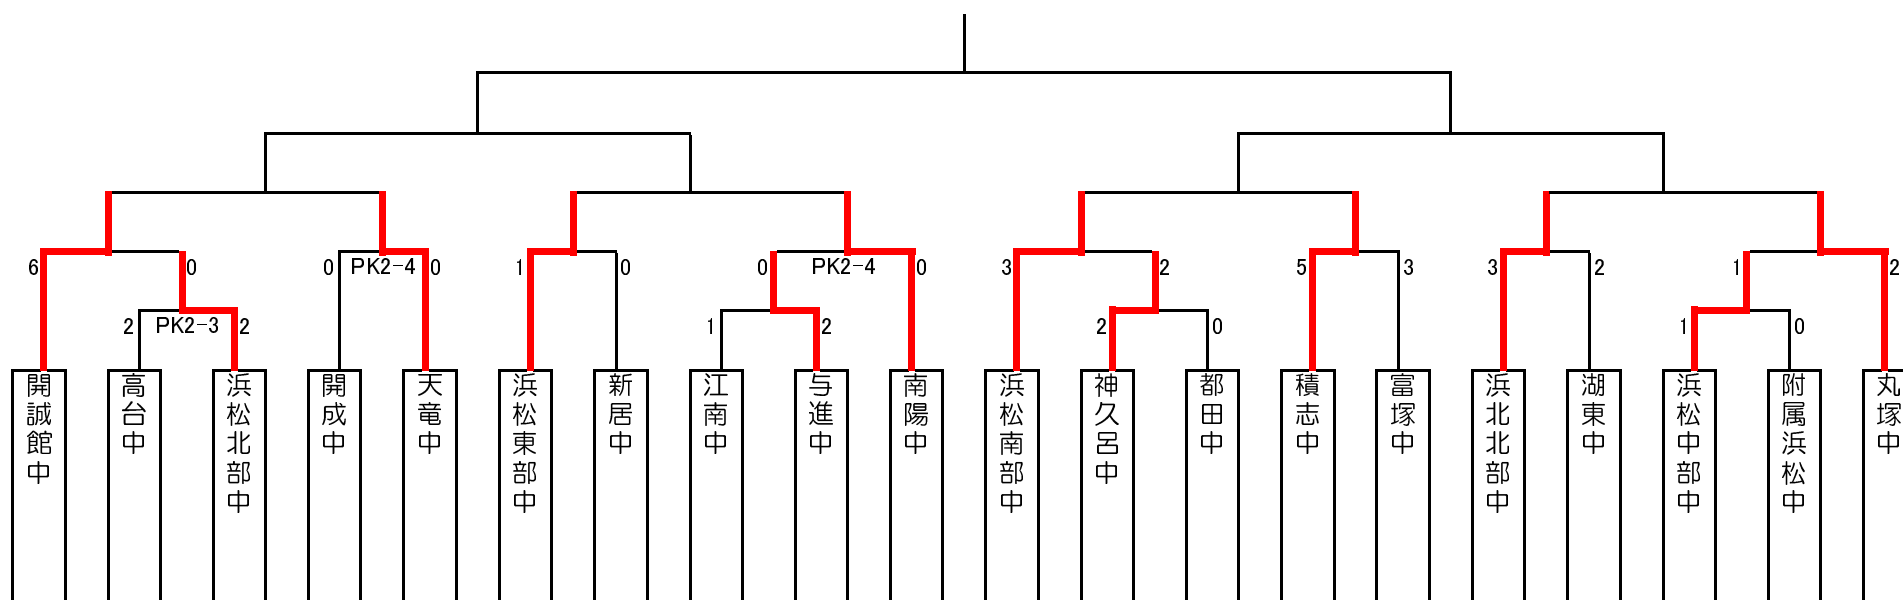 6 0 0 PK2-4 0 1 0 0 PK2-4 0 3 2 5 3 3 2 1 2
2 PK2-3 2 1 2 2 0 1 0
開誠館中
高台中
浜松北部中
開成中
天竜中
浜松東部中
新居中
江南中
与進中
南陽中
浜松南部中
神久呂中
都田中
積志中
富塚中
浜北北部中
湖東中
浜松中部中
附属浜松中
丸塚中